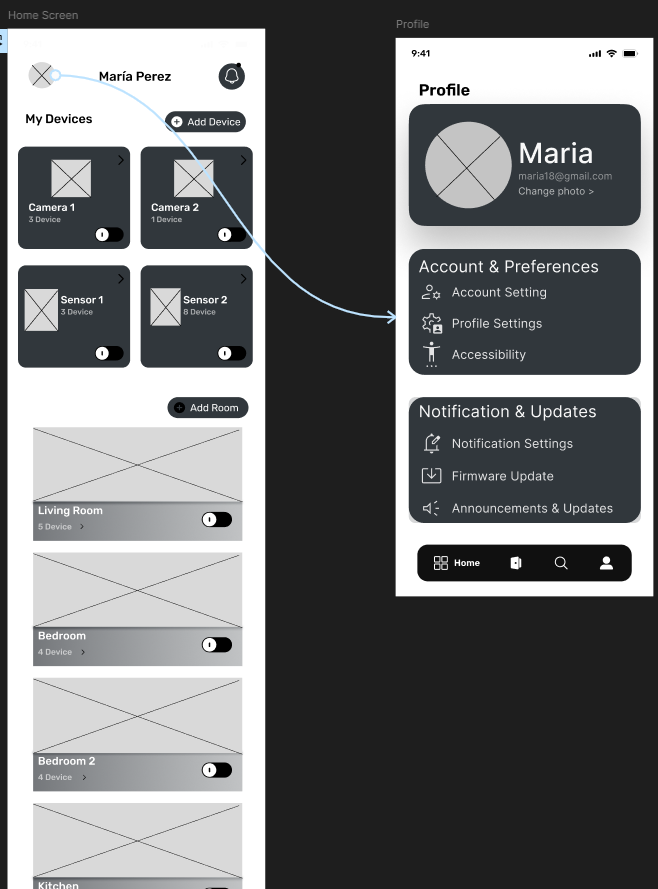 Home Screen
María Perez
My Devices
Add Device
Camera 1
3 Device
Camera 2
1 Device
Sensor 1
3 Device
Sensor 2
8 Device
Add Room
Living Room
5 Device >
Bedroom
4 Device >
Bedroom 2
4 Device >
Kitchen
Profile
9:41
Profile
Maria
maria18@gmail.com
Change photo >
Account & Preferences
Account Setting
Profile Settings
Accessibility
Notification & Updates
Notification Settings
Firmware Update
Announcements & Updates
Home